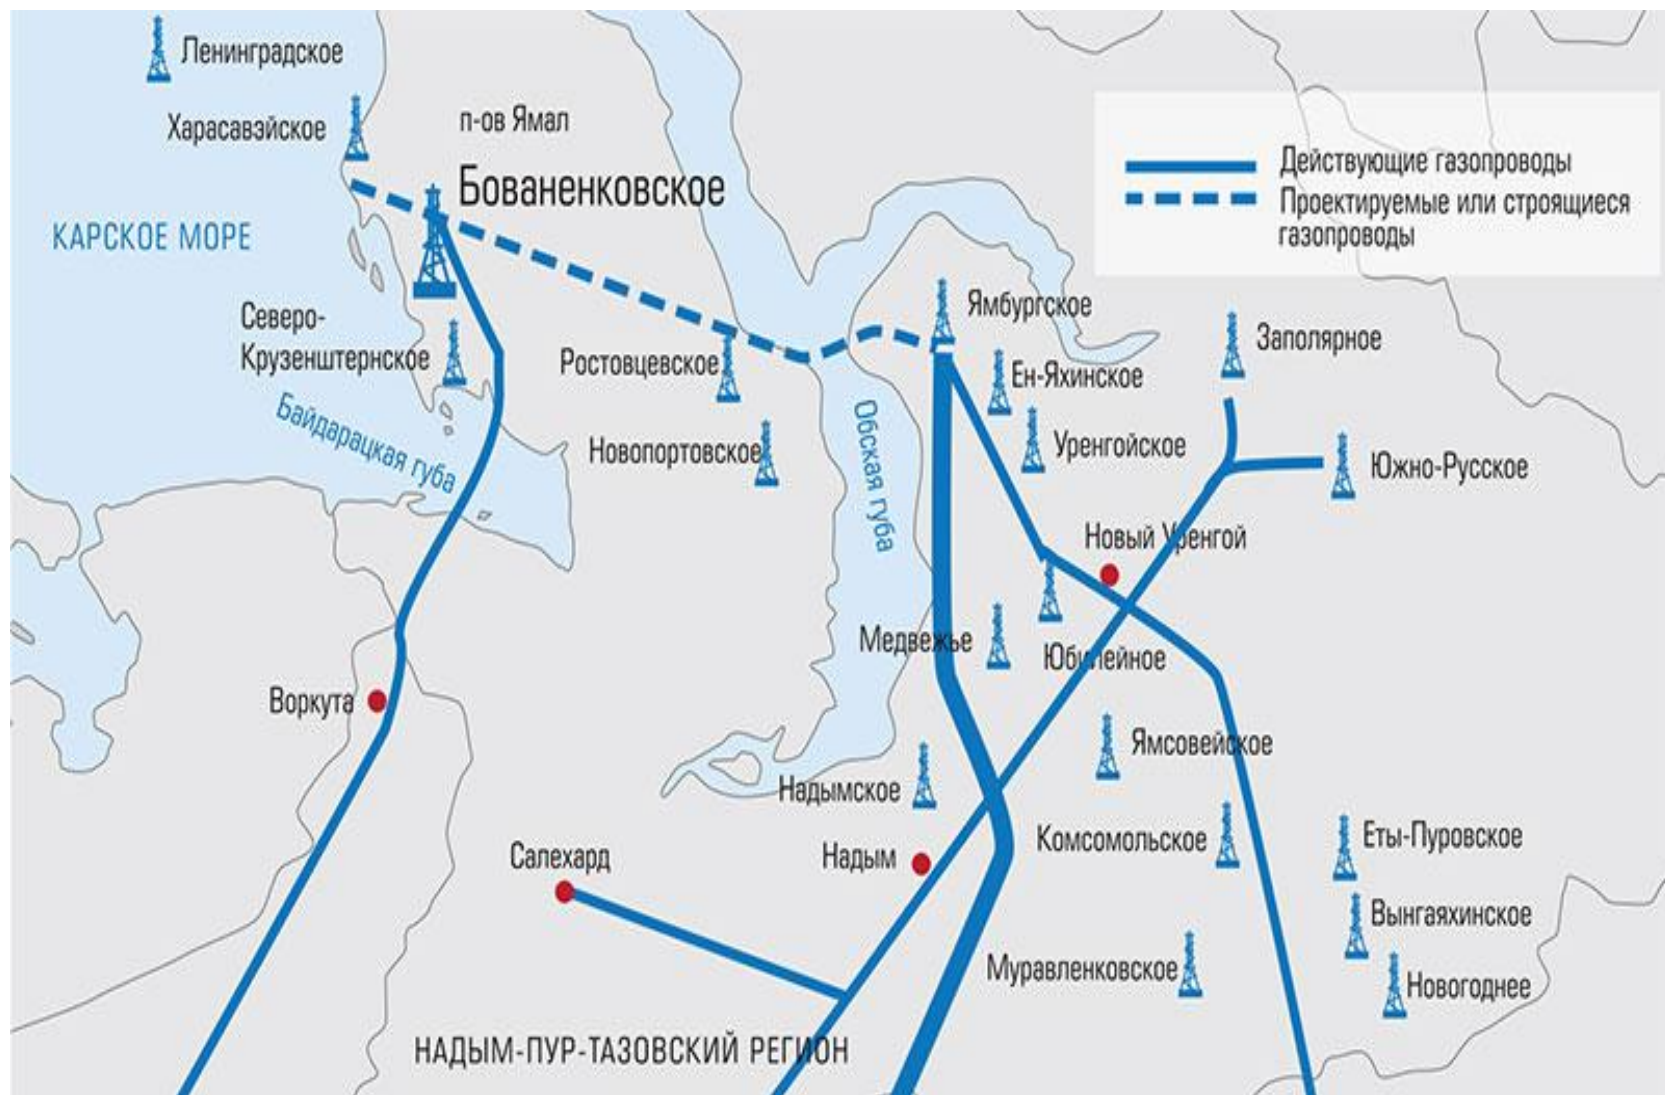 Ленинградское
Харасавэйское
п-ов Ямал
Бованенковское
КАРСКОЕ МОРЕ
Действующие газопроводы
Проектируемые или строящиеся
газопроводы
Северо-
Крузенштернское
Ямбургское
Заполярное
Ростовцевское
Ен-Яхинское
Байдарацкая губа
Обская губа
Новопортовское
Уренгойское
Южно-Русское
Новый Уренгой
Медвежье
Юбилейное
Воркута
Ямсовейское
Надымское
Комсомольское
Еты-Пуровское
Салехард
Надым
Вынгаяхинское
Муравленковское
Новогоднее
НАДЫМ-ПУР-ТАЗОВСКИЙ РЕГИОН